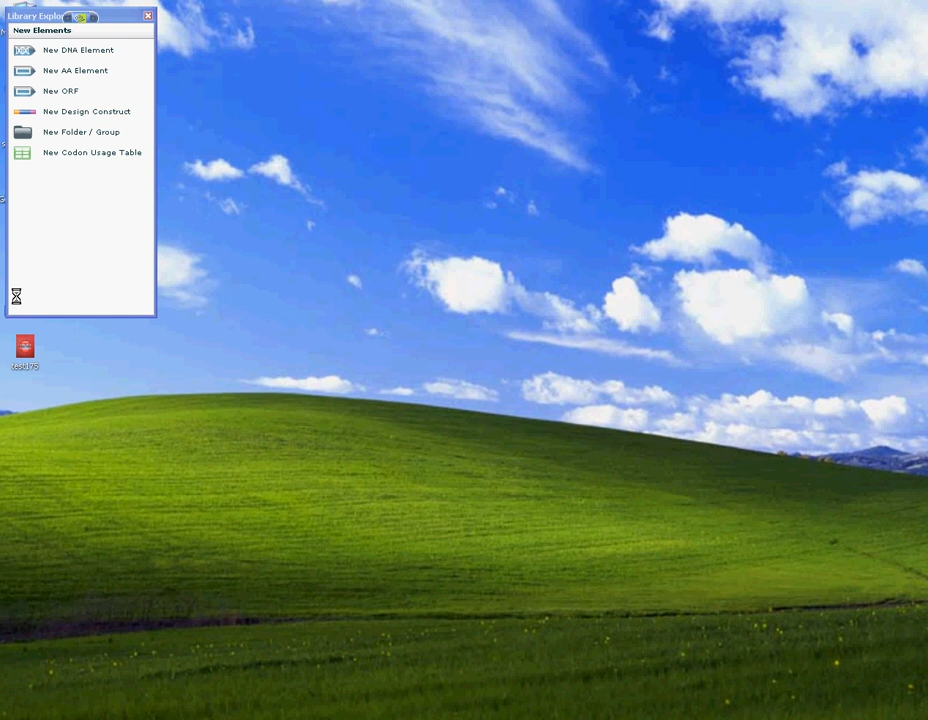 Library Explo
New Elements
New DNA Element
New AA Element
New ORF
New Design Construct
New Folder / Group
New Codon Usage Table
test175